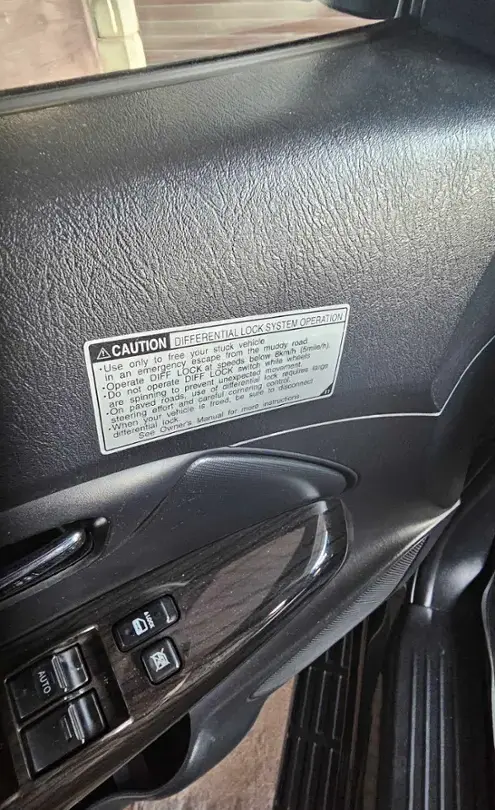 CAUTION DIFFERENTIAL LOCK SYSTEM OPERATION
·Use only to free your stuck vehicle
in an emergency escape from the muddy road.
·Operate DIFF LOCK at speeds below 8km/h (5mile/h).
·Do not operate DIFF LOCK switch while wheels
are spinning to prevent unexpected movement.
·On paved roads, use of differential lock requires large
steering effort and careful cornering control.
·When your vehicle is freed, be sure to disconnect
differential lock.
See Owner's Manual for more instructions
LOCK
AUTO